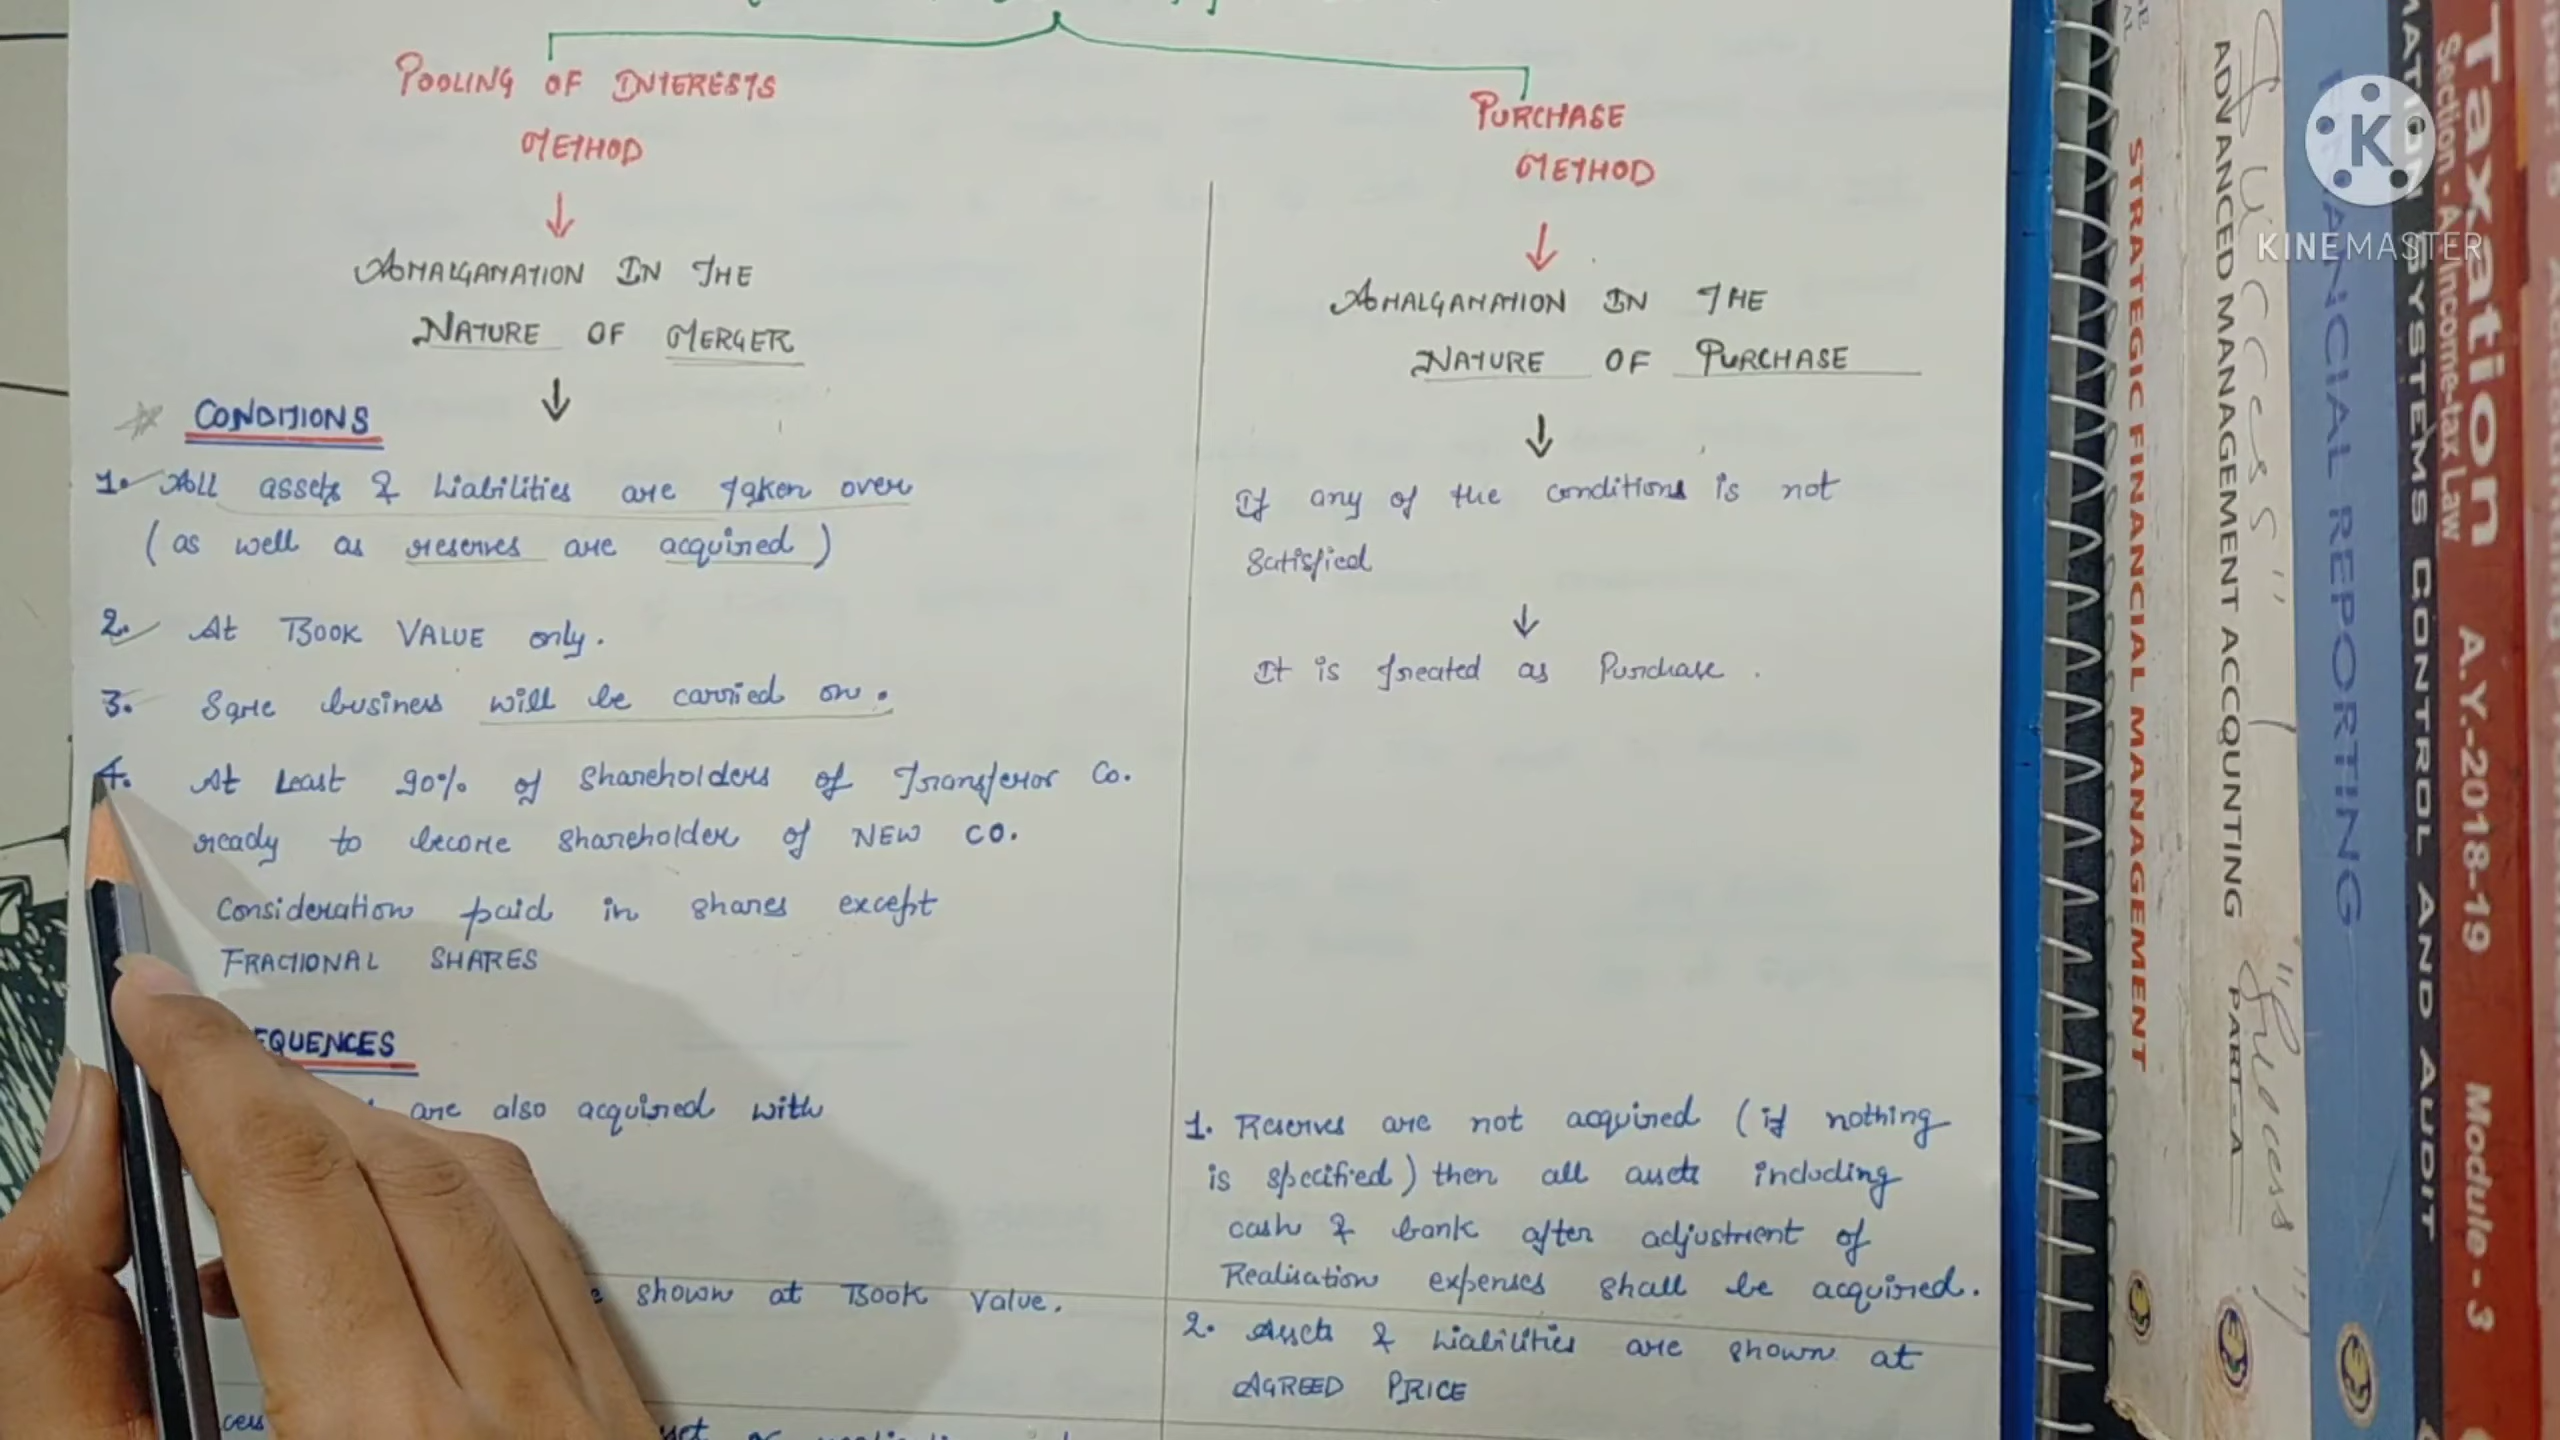 POOLING OF INTERESTS
METHOD
AMALGAMATION IN THE
NATURE OF MERGER
CONDITIONS
1. All assets & Liabilities are taken over
(as well as reserves are acquired)
2. At BOOK VALUE only.
3. Same business will be carried on.
4. At Least 90% of shareholders of Transferor Co.
ready to become shareholder of NEW CO.
Consideration paid in shares except
FRACTIONAL SHARES
EQUENCES
are also acquired with
shown at Book Value.
PURCHASE
METHOD
AMALGAMATION IN THE
NATURE OF PURCHASE
If any of the conditions is not
satisfied
It is treated as Purchase.
1. Reserves are not acquired (if nothing
is specified) then all assets including
cash & bank after adjustment of
Realisation expenses shall be acquired.
2. Assets & Liabilities are shown at
AGREED PRICE
STRATEGIC FINANCIAL MANAGEMENT
ADVANCED MANAGEMENT ACCOUNTING PART-A
"Success"
"Success"
ANCIAL REPORTING
MATION SYSTEMS CONTROL AND AUDIT
Taxation
Section - A : Income-tax Law
A.Y.-2018-19 Module - 3
K
KINEMASTER